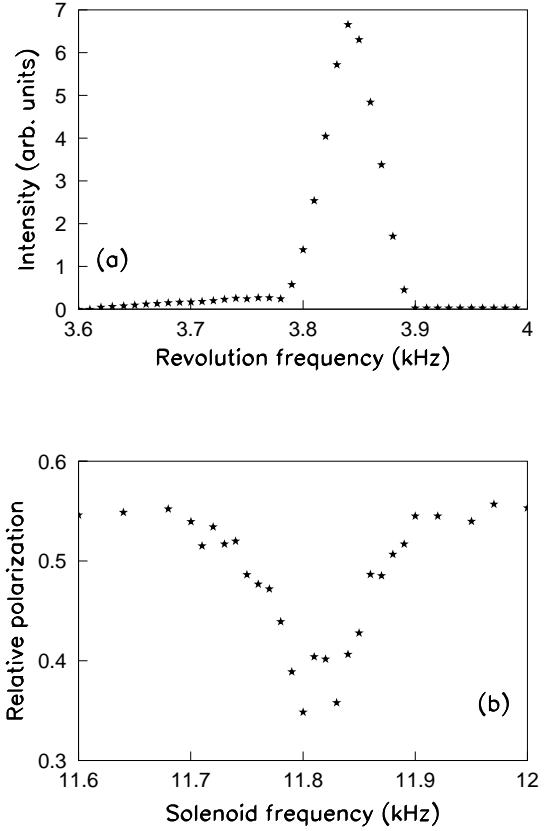 7
6
5
4
3
2
1
0
Intensity (arb. units)
(a)
3.6 3.7 3.8 3.9 4
Revolution frequency (kHz)
0.6
0.5
0.4
0.3
Relative polarization
(b)
11.6 11.7 11.8 11.9 12
Solenoid frequency (kHz)